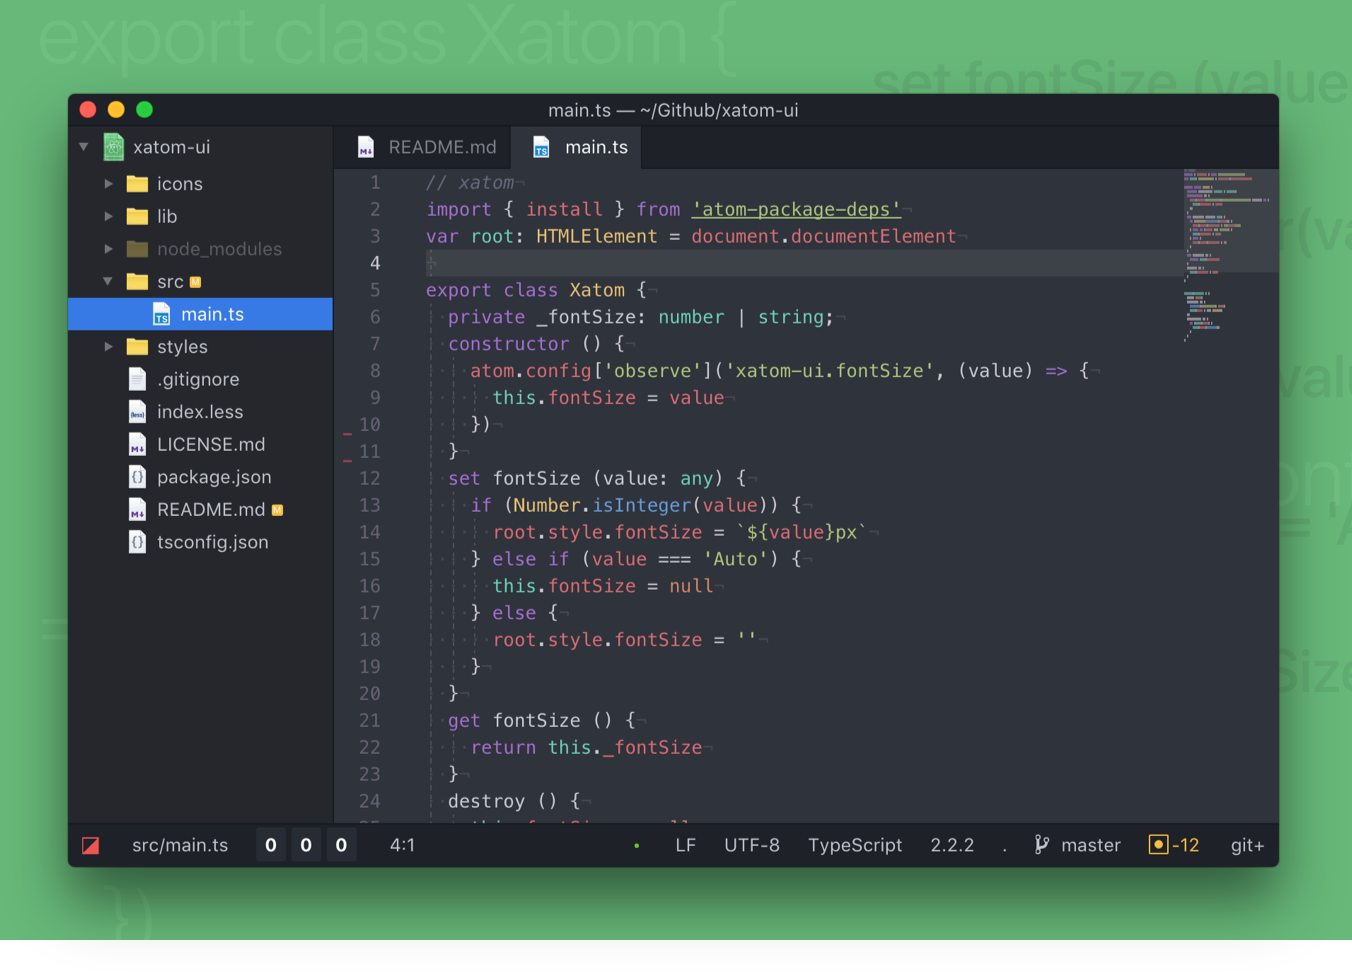 export class Xatom {
set fontSize (value
main.ts — ~/Github/xatom-ui
xatom-ui
icons
lib
node_modules
src M
main.ts
styles
.gitignore
index.less
LICENSE.md
package.json
README.md M
tsconfig.json
README.md
main.ts
1 // xatom¬
2 import { install } from 'atom-package-deps'¬
3 var root: HTMLElement = document.documentElement¬
4 ¬
5 export class Xatom {¬
6 private _fontSize: number | string;¬
7 constructor () {¬
8 atom.config['observe']('xatom-ui.fontSize', (value) => {¬
9 this.fontSize = value¬
10 })¬
11 }¬
12 set fontSize (value: any) {¬
13 if (Number.isInteger(value)) {¬
14 root.style.fontSize = `${value}px`¬
15 } else if (value === 'Auto') {¬
16 this.fontSize = null¬
17 } else {¬
18 root.style.fontSize = ''¬
19 }¬
20 }¬
21 get fontSize () {¬
22 return this._fontSize¬
23 }¬
24 destroy () {¬
src/main.ts 0 0 0 4:1 LF UTF-8 TypeScript 2.2.2 . master -12 git+
})